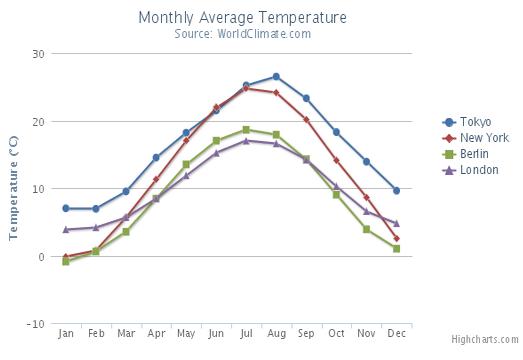 Monthly Average Temperature
Source: WorldClimate.com
Temperature (°C)
30
20
10
0
-10
Jan Feb Mar Apr May Jun Jul Aug Sep Oct Nov Dec
Tokyo
New York
Berlin
London
Highcharts.com